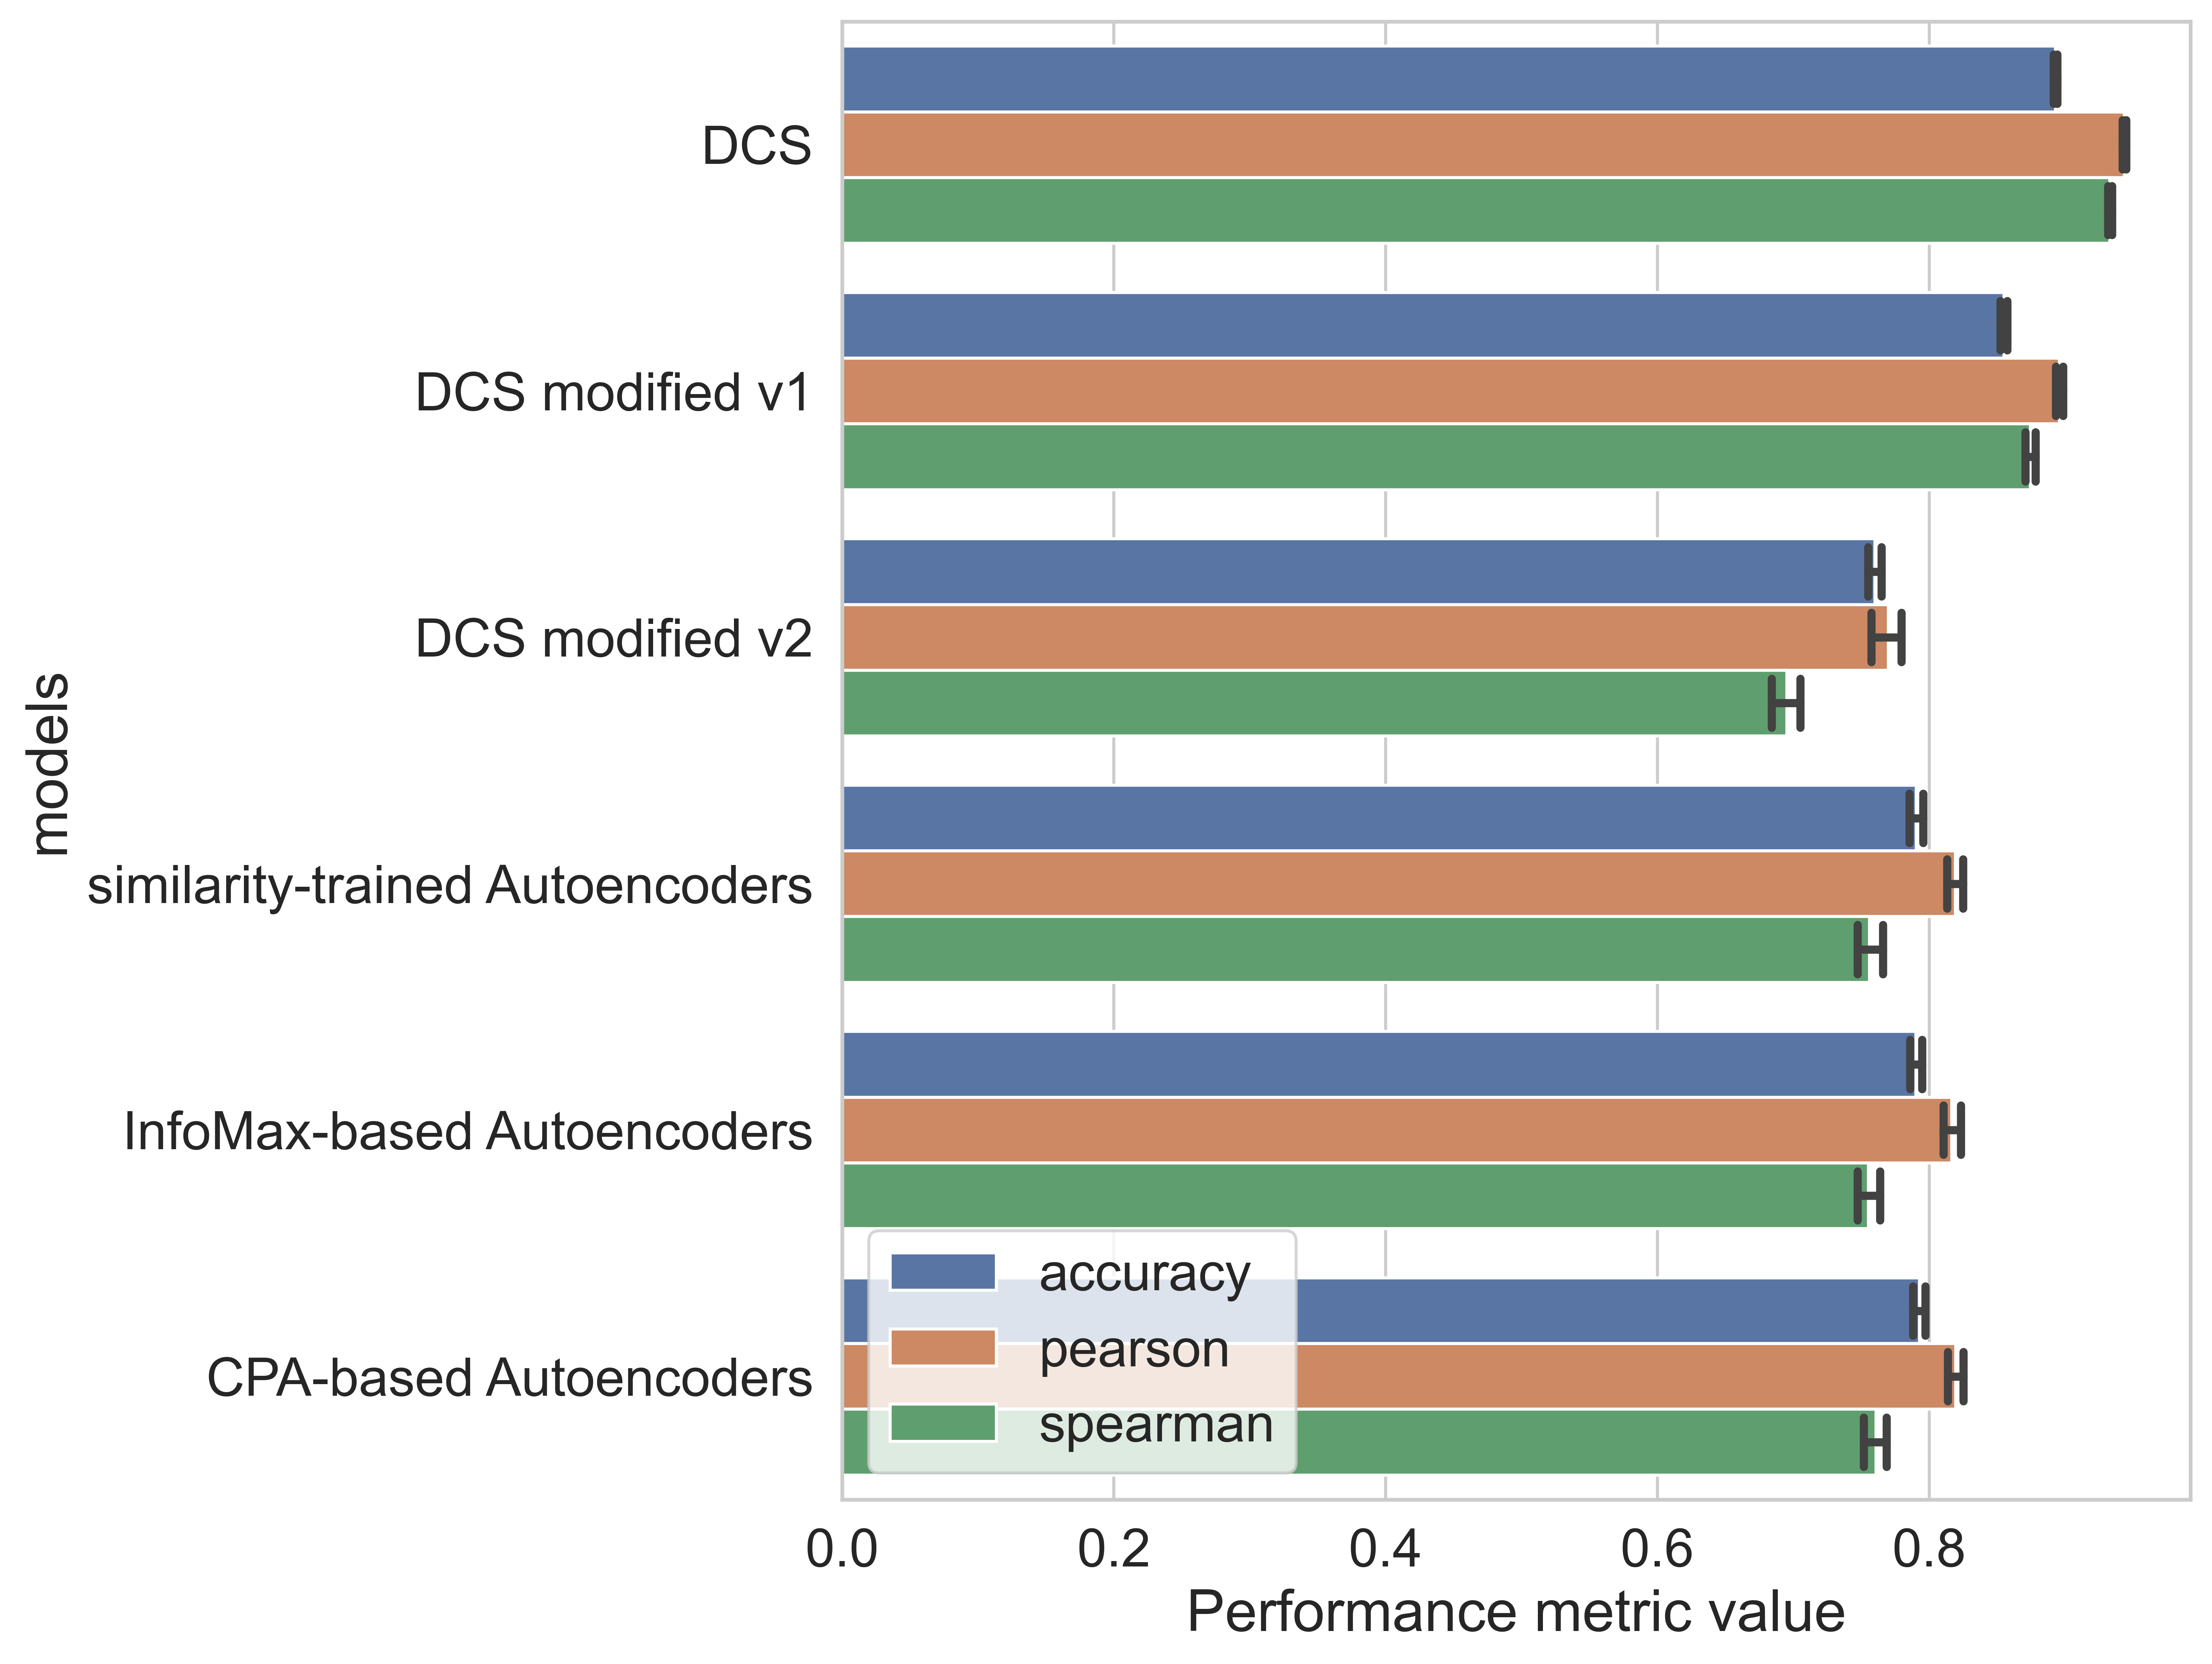 models
DCS
DCS modified v1
DCS modified v2
similarity-trained Autoencoders
InfoMax-based Autoencoders
CPA-based Autoencoders
accuracy
pearson
spearman
0.0 0.2 0.4 0.6 0.8
Performance metric value